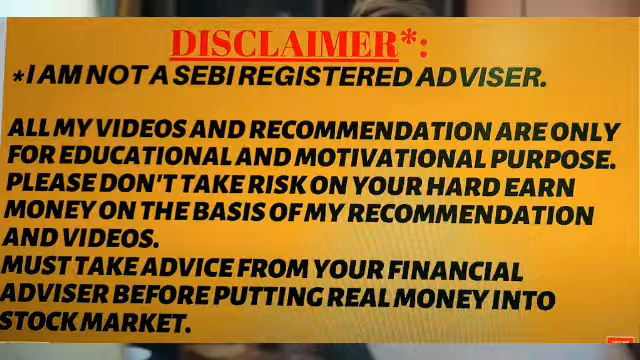 DISCLAIMER*:
*I AM NOT A SEBI REGISTERED ADVISER.
ALL MY VIDEOS AND RECOMMENDATION ARE ONLY
FOR EDUCATIONAL AND MOTIVATIONAL PURPOSE.
PLEASE DON'T TAKE RISK ON YOUR HARD EARN
MONEY ON THE BASIS OF MY RECOMMENDATION
AND VIDEOS.
MUST TAKE ADVICE FROM YOUR FINANCIAL
ADVISER BEFORE PUTTING REAL MONEY INTO
STOCK MARKET.